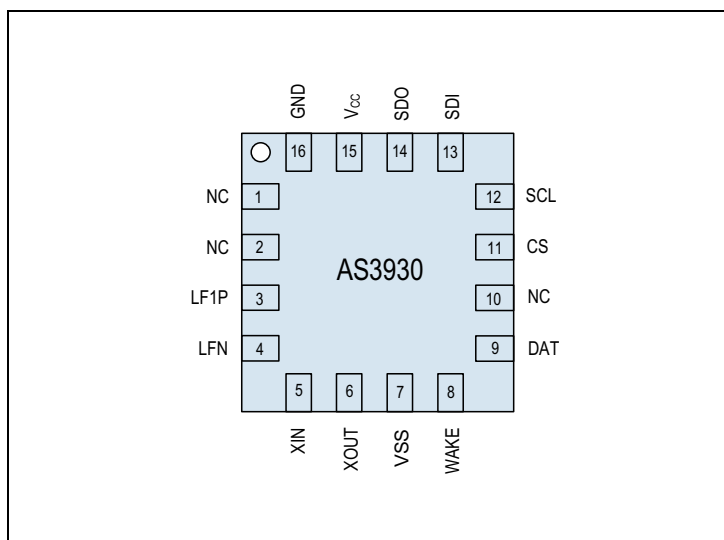 GND
VCC
SDO
SDI
16
15
14
13
NC 1
12 SCL
NC 2
11 CS
AS3930
LF1P 3
10 NC
LFN 4
9 DAT
5
6
7
8
XIN
XOUT
VSS
WAKE